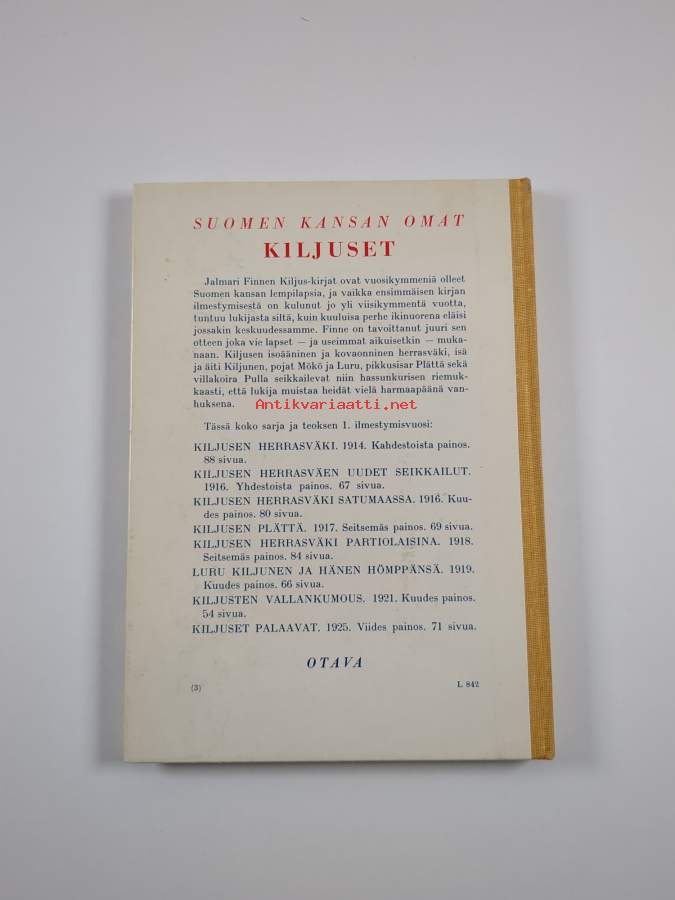 SUOMEN KANSAN OMAT
KILJUSET
Jalmari Finnen Kiljus-kirjat ovat vuosikymmeniä olleet
Suomen kansan lempilapsia, ja vaikka ensimmäisen kirjan
ilmestymisestä on kulunut jo yli viisikymmentä vuotta,
tuntuu lukijasta siltä, kuin kuuluisa perhe ikinuorena eläisi
jossakin keskuudessamme. Finne on tavoittanut juuri sen
otteen joka vie lapset — ja useimmat aikuisetkin — muka-
naan. Kiljusen isoääninen ja kovaonninen herrasväki, isä
ja äiti Kiljunen, pojat Mökö ja Luru, pikkusisar Plättä sekä
villakoira Pulla seikkailevat niin hassunkurisen riemuk-
kaasti, että lukija muistaa heidät vielä harmaapäänä van-
huksena.
Antikvariaatti.net
Tässä koko sarja ja teoksen 1. ilmestymisvuosi:
KILJUSEN HERRASVÄKI. 1914. Kahdestoista painos.
88 sivua.
KILJUSEN HERRASVÄEN UUDET SEIKKAILUT.
1916. Yhdestoista painos. 67 sivua.
KILJUSEN HERRASVÄKI SATUMAASSA. 1916. Kuu-
des painos. 80 sivua.
KILJUSEN PLÄTTÄ. 1917. Seitsemäs painos. 69 sivua.
KILJUSEN HERRASVÄKI PARTIOLAISINA. 1918.
Seitsemäs painos. 84 sivua.
LURU KILJUNEN JA HÄNEN HÖMPPÄNSÄ. 1919.
Kuudes painos. 66 sivua.
KILJUSTEN VALLANKUMOUS. 1921. Kuudes painos.
54 sivua.
KILJUSET PALAAVAT. 1925. Viides painos. 71 sivua.
OTAVA
(3)
L 842